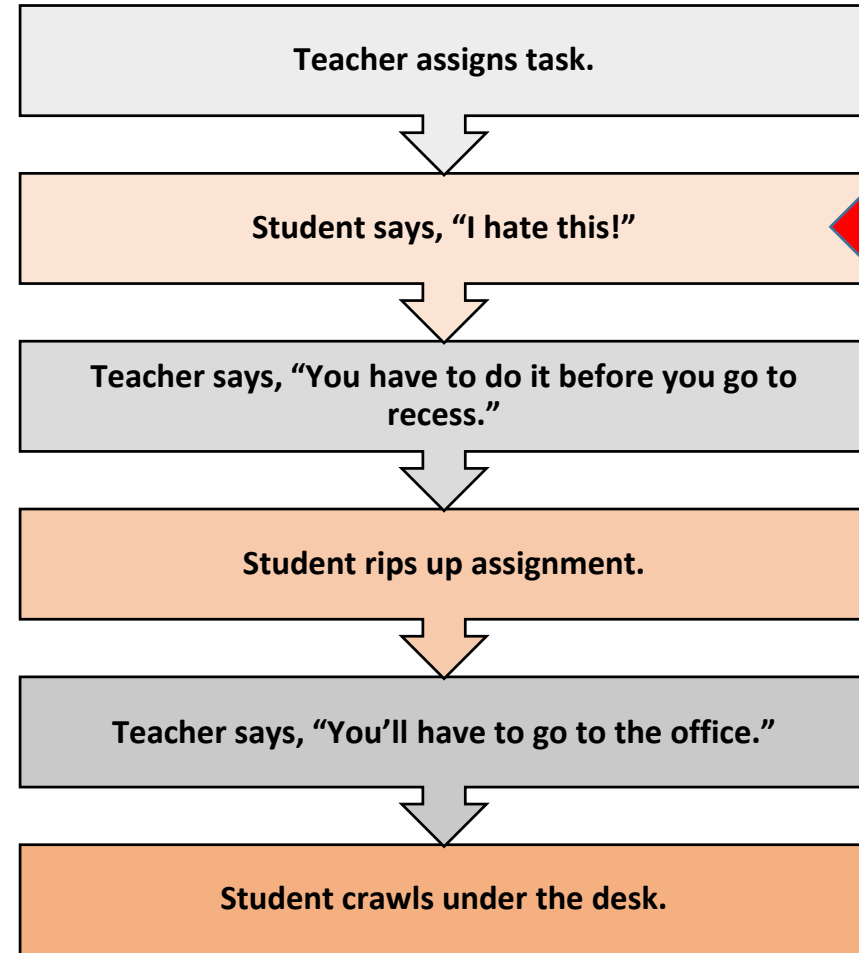 Teacher assigns task.
Student says, “I hate this!”
Teacher says, “You have to do it before you go to
recess.”
Student rips up assignment.
Teacher says, “You’ll have to go to the office.”
Student crawls under the desk.